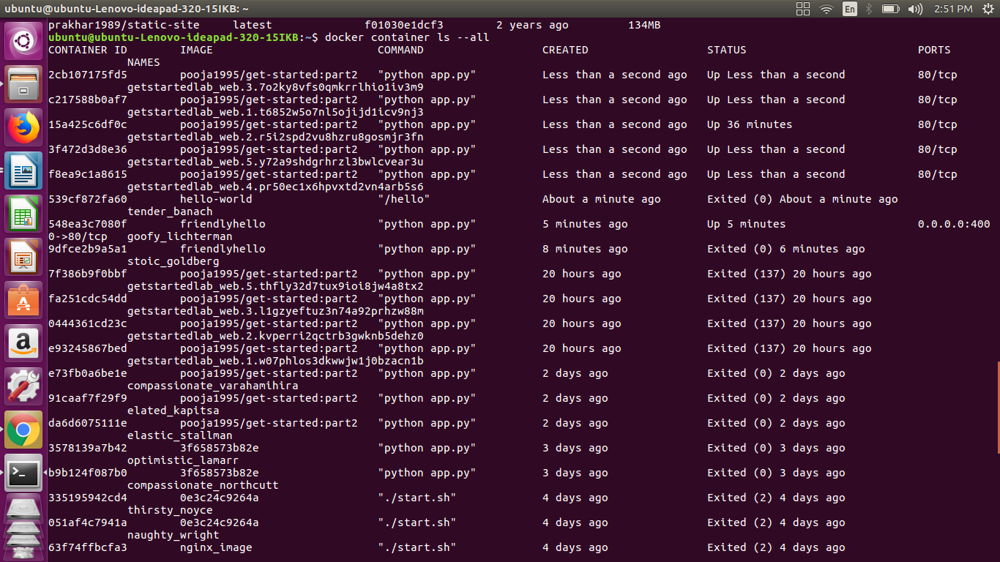 ubuntu@ubuntu-Lenovo-ideapad-320-15IKB: ~ En 2:51 PM
prakhar1989/static-site latest f01030e1dcf3 2 years ago 134MB
ubuntu@ubuntu-Lenovo-ideapad-320-15IKB:~$ docker container ls --all
CONTAINER ID IMAGE COMMAND CREATED STATUS PORTS
NAMES
2cb107175fd5 pooja1995/get-started:part2 "python app.py" Less than a second ago Up Less than a second 80/tcp
getstartedlab_web.3.7o2ky8vfs0qmkrrlhio1iv3m9
c217588b0af7 pooja1995/get-started:part2 "python app.py" Less than a second ago Up Less than a second 80/tcp
getstartedlab_web.1.t6852w5o7nl5ojijd1icv9nj3
15a425c6df0c pooja1995/get-started:part2 "python app.py" Less than a second ago Up 36 minutes 80/tcp
getstartedlab_web.2.r5i2spd2vu8hzru8gosmjr3fn
3f472d3d8e36 pooja1995/get-started:part2 "python app.py" Less than a second ago Up Less than a second 80/tcp
getstartedlab_web.5.y72a9shdgrhrzl3bwlcvear3u
f8ea9c1a8615 pooja1995/get-started:part2 "python app.py" Less than a second ago Up Less than a second 80/tcp
getstartedlab_web.4.pr50ec1x6hpvxtd2vn4arb5s6
539cf872fa60 hello-world "/hello" About a minute ago Exited (0) About a minute ago
tender_banach
548ea3c7080f friendlyhello "python app.py" 5 minutes ago Up 5 minutes 0.0.0.0:400
0->80/tcp goofy_lichterman
9dfce2b9a5a1 friendlyhello "python app.py" 8 minutes ago Exited (0) 6 minutes ago
stoic_goldberg
7f386b9f0bbf pooja1995/get-started:part2 "python app.py" 20 hours ago Exited (137) 20 hours ago
getstartedlab_web.5.thfly32d7tux9ioi8jw4a8tx2
fa251cdc54dd pooja1995/get-started:part2 "python app.py" 20 hours ago Exited (137) 20 hours ago
getstartedlab_web.3.l1gzyeftuz3n74a92prhzw88m
0444361cd23c pooja1995/get-started:part2 "python app.py" 20 hours ago Exited (137) 20 hours ago
getstartedlab_web.2.kvperri2qctrb3gwknb5dehz0
e93245867bed pooja1995/get-started:part2 "python app.py" 20 hours ago Exited (137) 20 hours ago
getstartedlab_web.1.w07phlos3dkwwjw1j0bzacn1b
e73fb0a6be1e pooja1995/get-started:part2 "python app.py" 2 days ago Exited (0) 2 days ago
compassionate_varahamihira
91caaf7f29f9 pooja1995/get-started:part2 "python app.py" 2 days ago Exited (0) 2 days ago
elated_kapitsa
da6d6075111e pooja1995/get-started:part2 "python app.py" 2 days ago Exited (0) 2 days ago
elastic_stallman
3578139a7b42 3f658573b82e "python app.py" 3 days ago Exited (0) 3 days ago
optimistic_lamarr
b9b124f087b0 3f658573b82e "python app.py" 3 days ago Exited (0) 3 days ago
compassionate_northcutt
335195942cd4 0e3c24c9264a "./start.sh" 4 days ago Exited (2) 4 days ago
thirsty_noyce
051af4c7941a 0e3c24c9264a "./start.sh" 4 days ago Exited (2) 4 days ago
naughty_wright
63f74ffbcfa3 nginx_image "./start.sh" 4 days ago Exited (2) 4 days ago